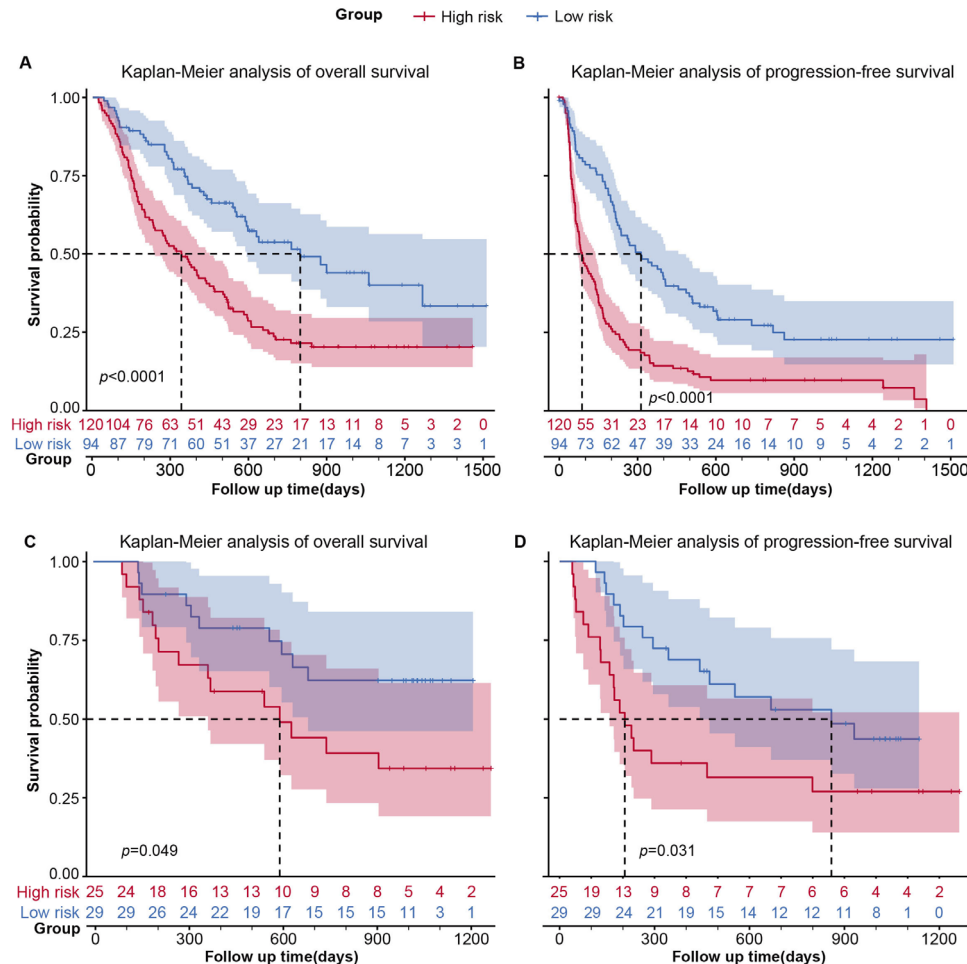 Group High risk Low risk
A
Kaplan-Meier analysis of overall survival
Survival probability
1.00
0.75
0.50
0.25
0.00
p<0.0001
High risk 120 104 76 63 51 43 29 23 17 13 11 8 7 3 2 0
Low risk 94 87 79 71 60 51 37 27 21 17 14 8 5 3 3 1
Group
0 300 600 900 1200 1500
Follow up time(days)
B
Kaplan-Meier analysis of progression-free survival
p<0.0001
120 55 31 23 17 14 10 10 7 7 5 4 4 2 1 0
94 73 62 47 39 33 24 16 14 10 9 5 4 2 2 1
0 300 600 900 1200 1500
Follow up time(days)
C
Kaplan-Meier analysis of overall survival
Survival probability
1.00
0.75
0.50
0.25
0.00
p=0.049
High risk 25 24 18 16 13 13 10 9 8 8 5 4 2
Low risk 29 29 26 24 22 19 17 15 15 15 11 3 1
Group
0 300 600 900 1200
Follow up time(days)
D
Kaplan-Meier analysis of progression-free survival
p=0.031
25 19 13 9 8 7 7 7 6 6 4 4 2
29 29 24 21 19 15 14 12 12 11 8 1 0
0 300 600 900 1200
Follow up time(days)